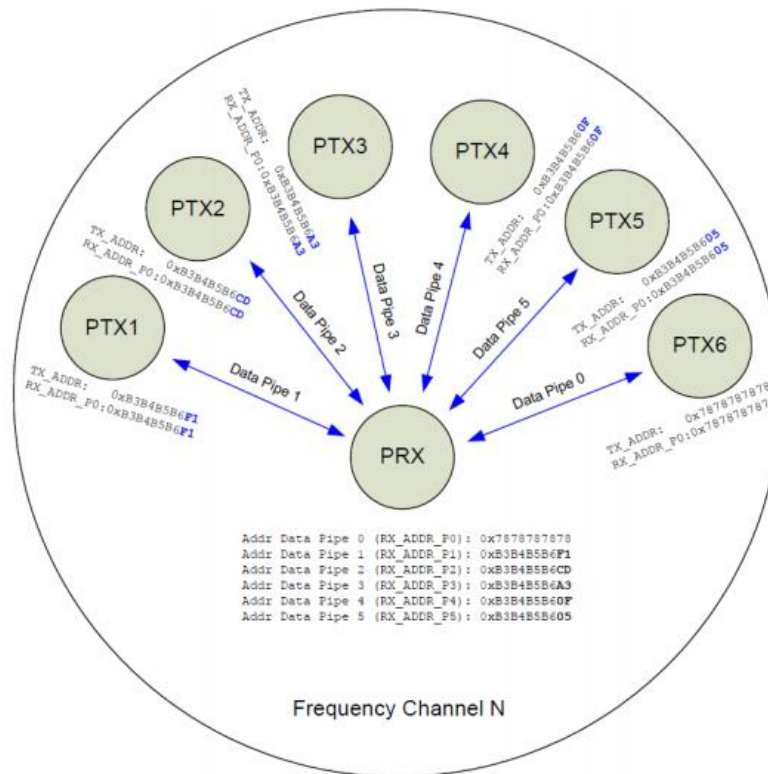 PTX3
PTX4
TX_ADDR: 0xB3B4B5B6A3
RX_ADDR_P0:0xB3B4B5B6A3
TX_ADDR: 0xB3B4B5B60F
RX_ADDR_P0:0xB3B4B5B60F
PTX2
PTX5
TX_ADDR: 0xB3B4B5B6CD
RX_ADDR_P0:0xB3B4B5B6CD
TX_ADDR: 0xB3B4B5B605
RX_ADDR_P0:0xB3B4B5B605
PTX1
PTX6
TX_ADDR: 0xB3B4B5B6F1
RX_ADDR_P0:0xB3B4B5B6F1
TX_ADDR: 0x787878787
RX_ADDR_P0:0x787878787
Data Pipe 1
Data Pipe 2
Data Pipe 3
Data Pipe 4
Data Pipe 5
Data Pipe 0
PRX
Addr Data Pipe 0 (RX_ADDR_P0): 0x7878787878
Addr Data Pipe 1 (RX_ADDR_P1): 0xB3B4B5B6F1
Addr Data Pipe 2 (RX_ADDR_P2): 0xB3B4B5B6CD
Addr Data Pipe 3 (RX_ADDR_P3): 0xB3B4B5B6A3
Addr Data Pipe 4 (RX_ADDR_P4): 0xB3B4B5B60F
Addr Data Pipe 5 (RX_ADDR_P5): 0xB3B4B5B605
Frequency Channel N